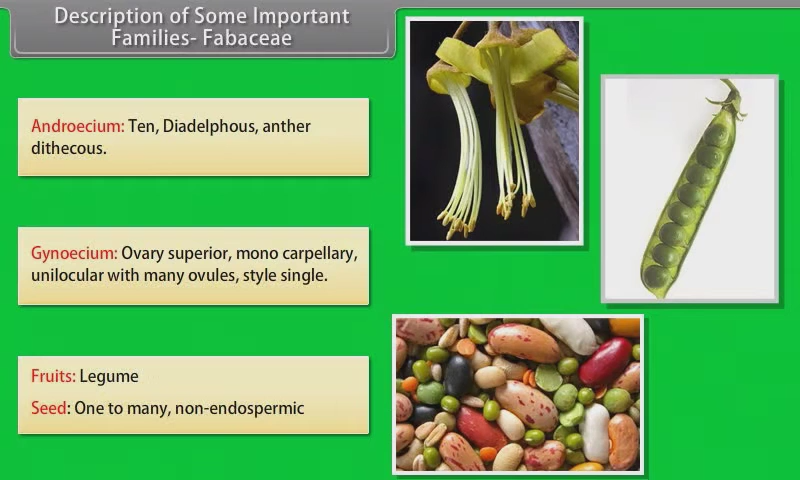 Description of Some Important
Families- Fabaceae
Androecium: Ten, Diadelphous, anther
dithecous.
Gynoecium: Ovary superior, mono carpellary,
unilocular with many ovules, style single.
Fruits: Legume
Seed: One to many, non-endospermic